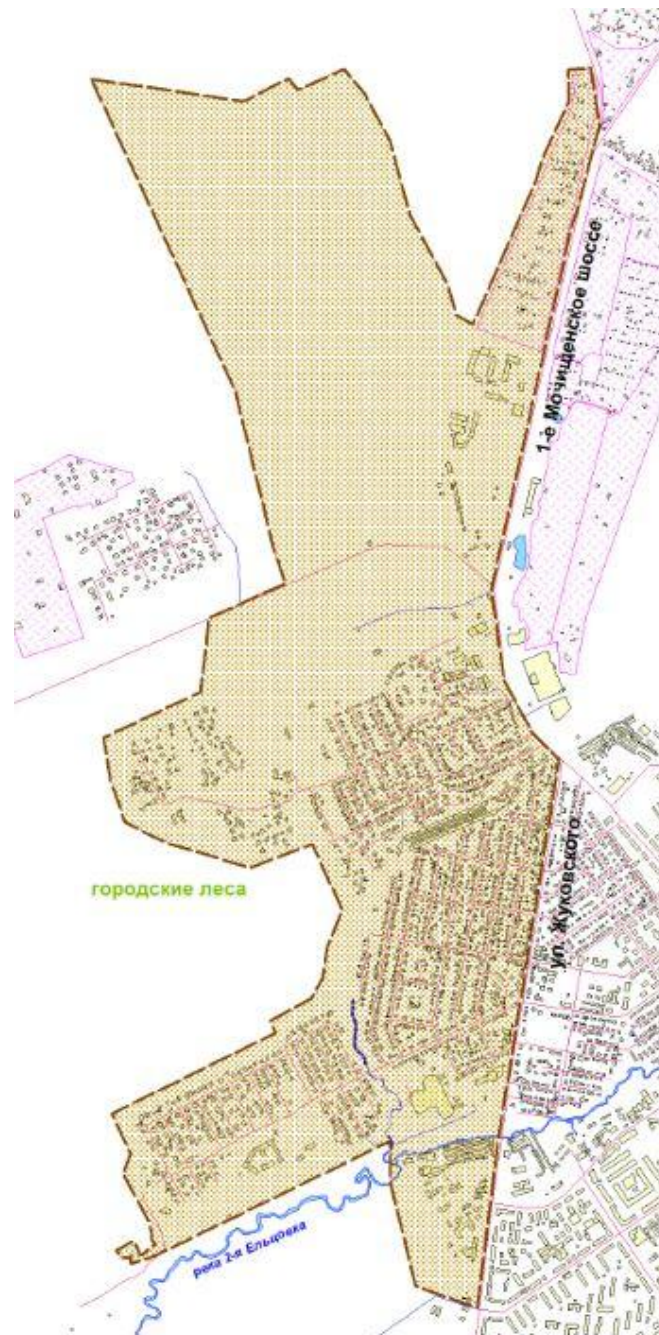 1-е Мочищенское шоссе
ул. Жуковского
городские леса
река 2-я Ельцовка